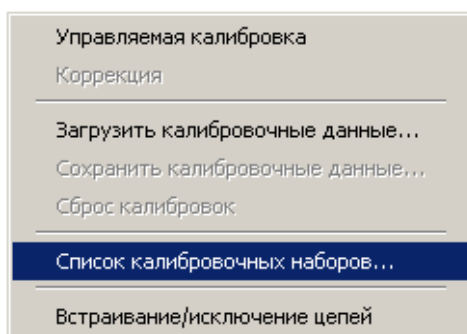 Управляемая калибровка
Коррекция
Загрузить калибровочные данные...
Сохранить калибровочные данные...
Сброс калибровок
Список калибровочных наборов...
Встраивание/исключение цепей